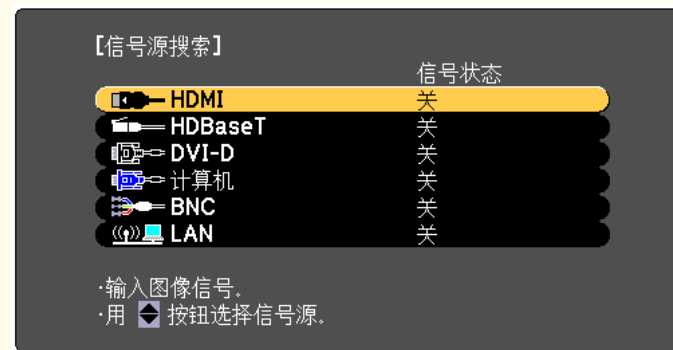 【信号源搜索】
信号状态
HDMI 关
HDBaseT 关
DVI-D 关
计算机 关
BNC 关
LAN 关
·输入图像信号。
·用 按钮选择信号源。